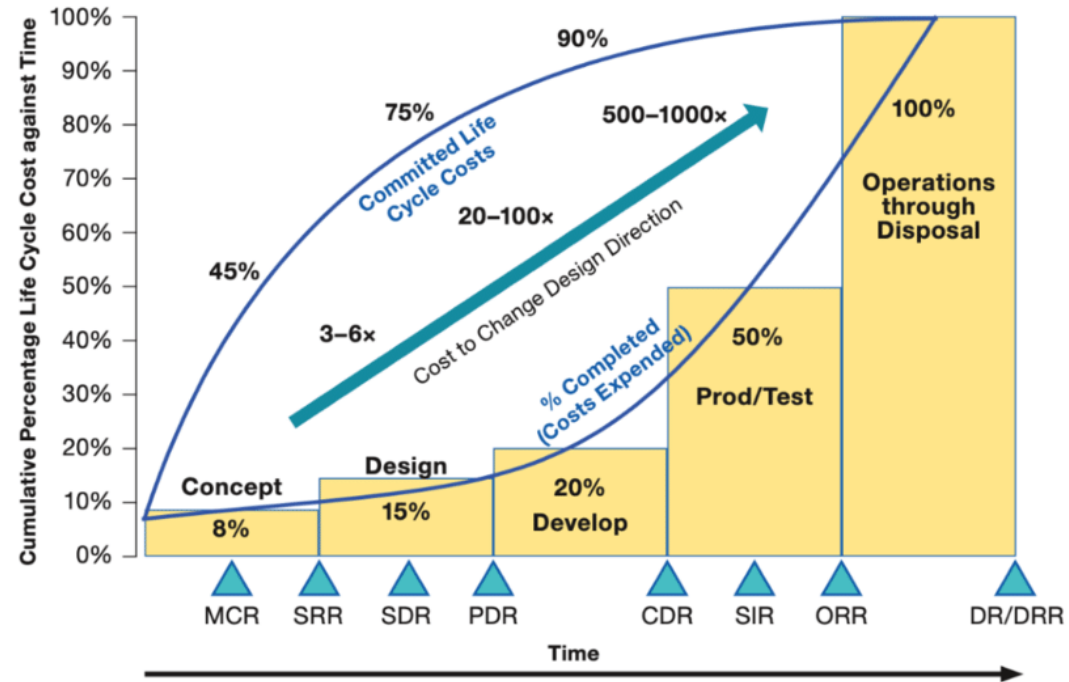 Cumulative Percentage Life Cycle Cost against Time
100%
90%
80%
70%
60%
50%
40%
30%
20%
10%
0%
45%
75%
90%
Committed Life
Cycle Costs
3–6×
20–100×
500–1000×
Cost to Change Design Direction
% Completed
(Costs Expended)
Concept
8%
Design
15%
20%
Develop
50%
Prod/Test
100%
Operations
through
Disposal
MCR
SRR
SDR
PDR
CDR
SIR
ORR
DR/DRR
Time